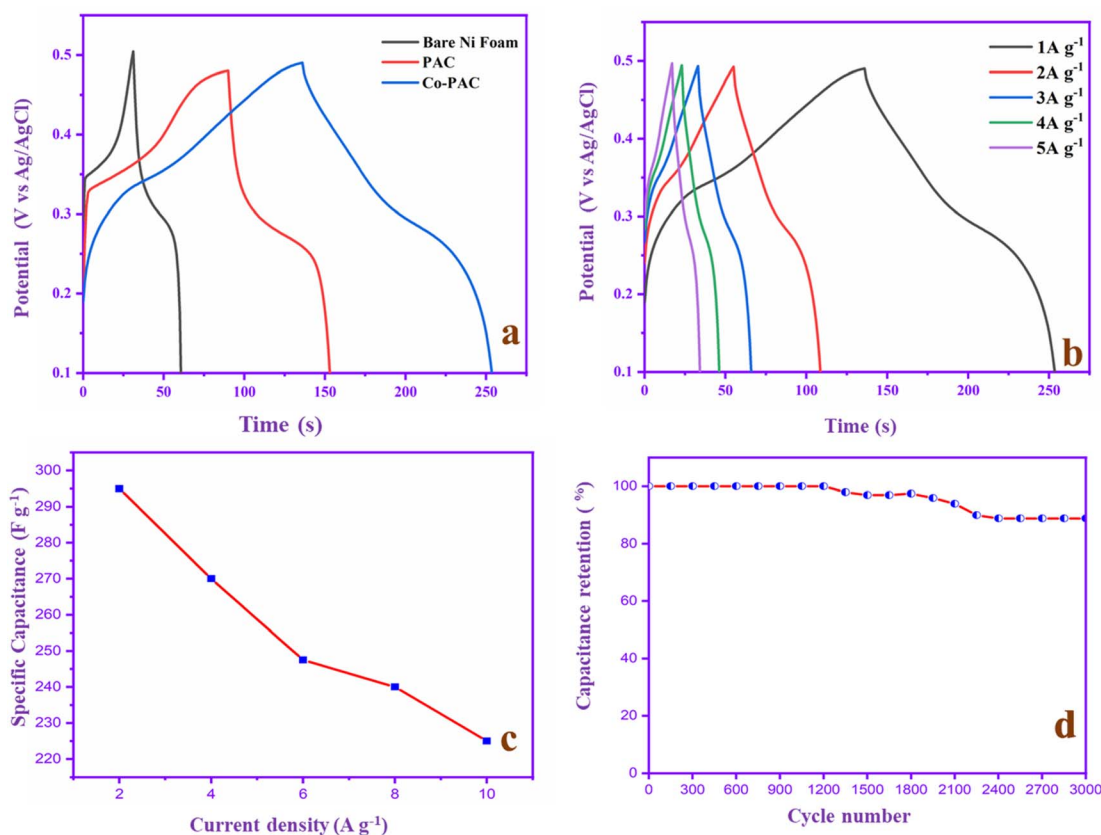 Bare Ni Foam
PAC
Co-PAC
0.5
0.4
0.3
0.2
0.1
Potential (V vs Ag/AgCl)
a
0 50 100 150 200 250
Time (s)
1A g⁻¹
2A g⁻¹
3A g⁻¹
4A g⁻¹
5A g⁻¹
0.5
0.4
0.3
0.2
0.1
Potential (V vs Ag/AgCl)
b
0 50 100 150 200 250
Time (s)
300
295
290
270
260
250
240
225
220
Specific Capacitance (F g⁻¹)
c
2 4 6 8 10
Current density (A g⁻¹)
100
80
60
40
20
0
Capacitance retention ( %)
d
0 300 600 900 1200 1500 1800 2100 2400 2700 3000
Cycle number